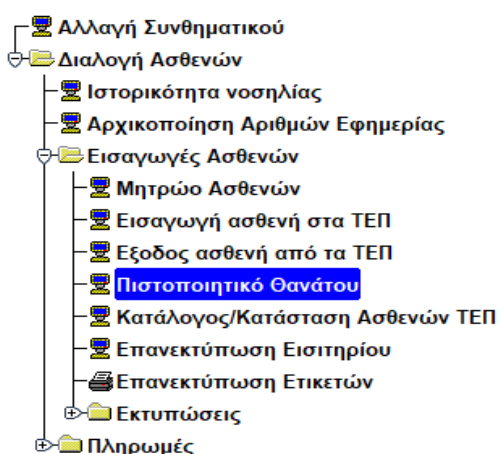 Αλλαγή Συνθηματικού
Διαλογή Ασθενών
Ιστορικότητα νοσηλίας
Αρχικοποίηση Αριθμών Εφημερίας
Εισαγωγές Ασθενών
Μητρώο Ασθενών
Εισαγωγή ασθενή στα ΤΕΠ
Εξοδος ασθενή από τα ΤΕΠ
Πιστοποιητικό Θανάτου
Κατάλογος/Κατάσταση Ασθενών ΤΕΠ
Επανεκτύπωση Εισιτηρίου
Επανεκτύπωση Ετικετών
Εκτυπώσεις
Πληρωμές